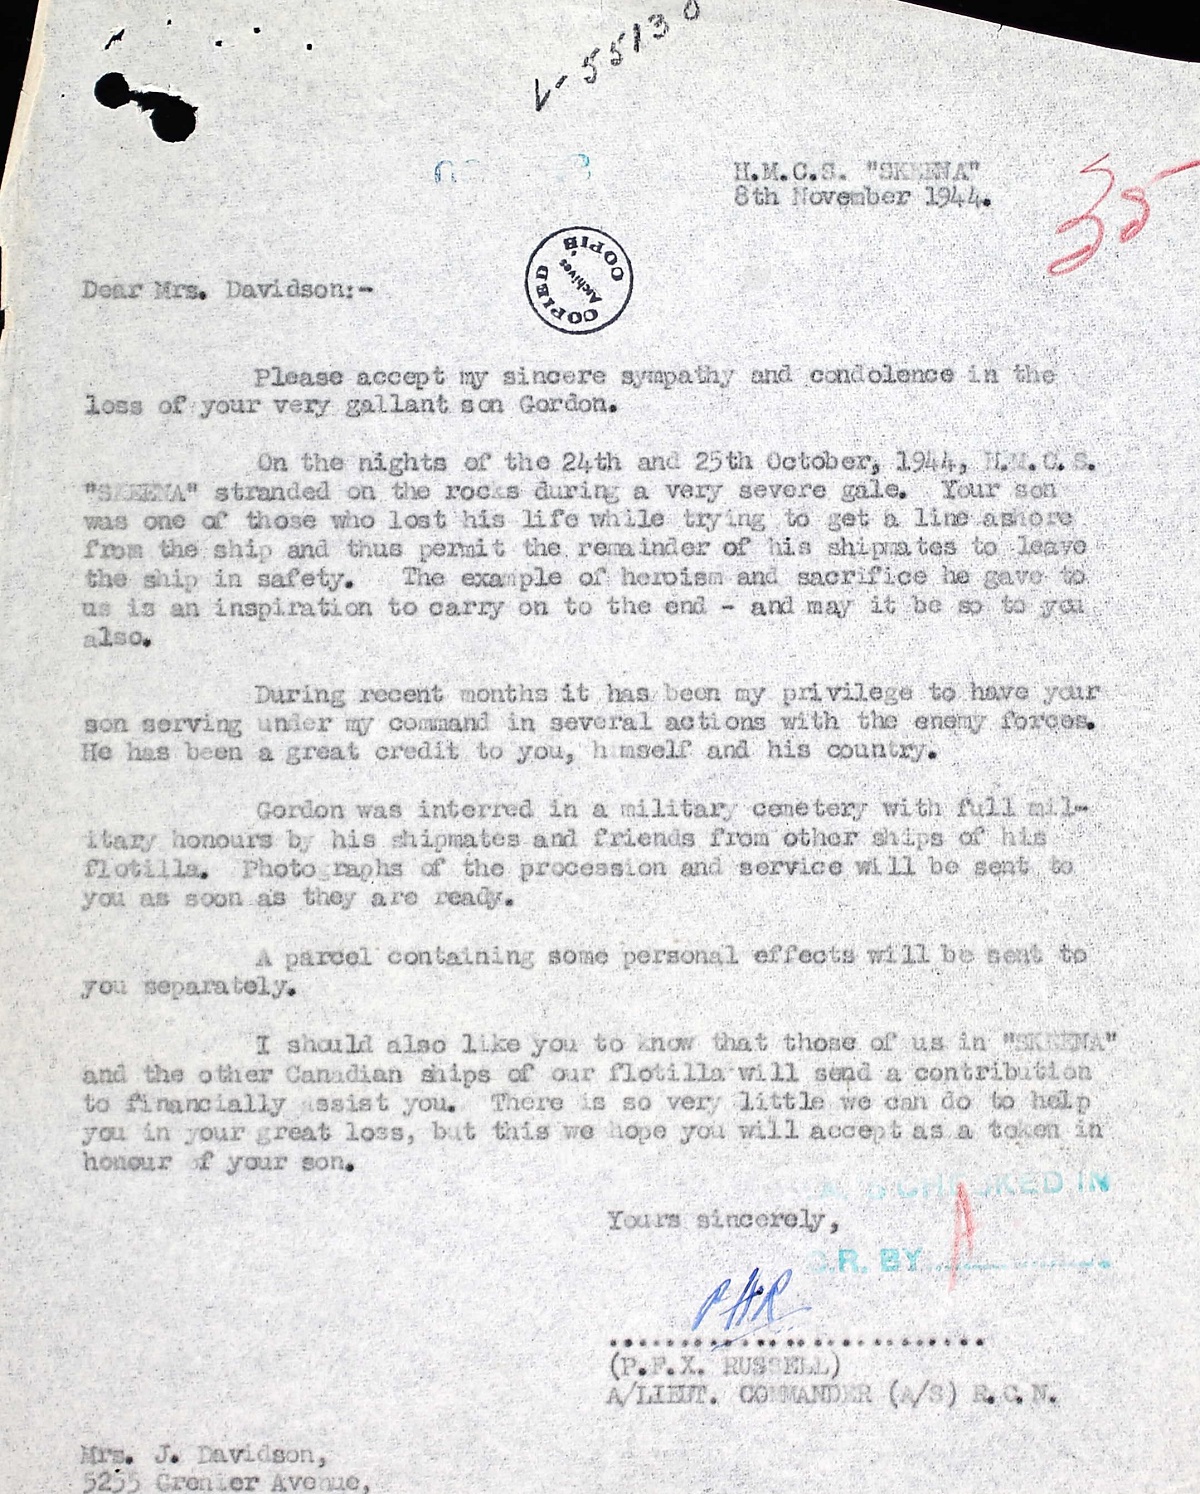 V-55130
H.M.C.S. "SKEENA"
8th November 1944.
35
COPIED COPIÉ
Archives
Dear Mrs. Davidson:-
Please accept my sincere sympathy and condolence in the
loss of your very gallant son Gordon.
On the nights of the 24th and 25th October, 1944, H.M.C.S.
"SKEENA" stranded on the rocks during a very severe gale. Your son
was one of those who lost his life while trying to get a line ashore
from the ship and thus permit the remainder of his shipmates to leave
the ship in safety. The example of heroism and sacrifice he gave to
us is an inspiration to carry on to the end - and may it be so to you
also.
During recent months it has been my privilege to have your
son serving under my command in several actions with the enemy forces.
He has been a great credit to you, himself and his country.
Gordon was interred in a military cemetery with full mil-
itary honours by his shipmates and friends from other ships of his
flotilla. Photographs of the procession and service will be sent to
you as soon as they are ready.
A parcel containing some personal effects will be sent to
you separately.
I should also like you to know that those of us in "SKEENA"
and the other Canadian ships of our flotilla will send a contribution
to financially assist you. There is so very little we can do to help
you in your great loss, but this we hope you will accept as a token in
honour of your son.
CHECKED IN
Yours sincerely,
A
R. BY
(P.F.X. RUSSELL)
A/LIEUT. COMMANDER (A/S) R.C.N.
Mrs. J. Davidson,
5255 Grenier Avenue,